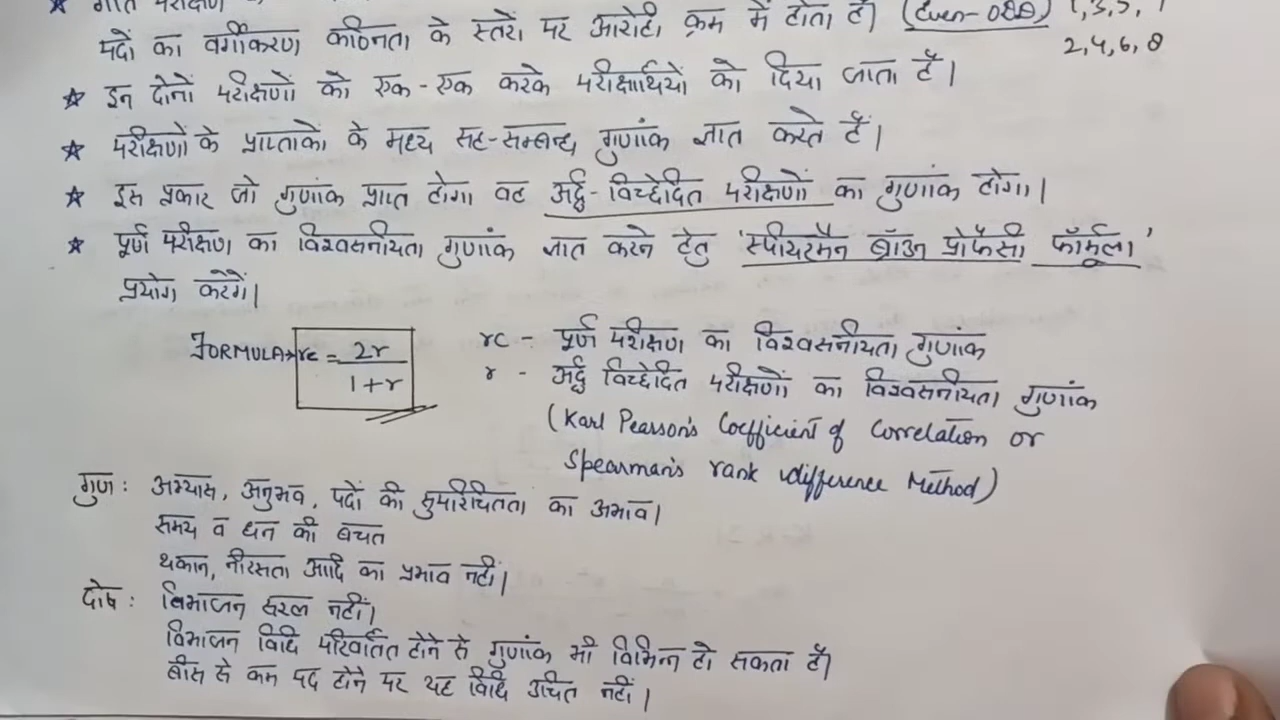 पदों का वर्गीकरण कठिनता के स्तरों पर आरोही क्रम में होता है। (Even-Odd) 1,3,5,7
2,4,6,8
★ इन दोनों परीक्षणों को एक-एक करके परीक्षार्थियों को दिया जाता है।
★ परीक्षणों के प्राप्तांकों के मध्य सह-सम्बन्ध गुणांक ज्ञात करते हैं।
★ इस प्रकार जो गुणांक प्राप्त होगा वह अर्द्ध-विच्छेदित परीक्षणों का गुणांक होगा।
★ पूर्ण परीक्षण का विश्वसनीयता गुणांक ज्ञात करने हेतु 'स्पीयरमैन ब्रॉउन प्रोफैसी फॉर्मूला'
प्रयोग करेगें।
FORMULA→ rc = 2r / 1+r
rc - पूर्ण परीक्षण का विश्वसनीयता गुणांक
r - अर्द्ध विच्छेदित परीक्षणों का विश्वसनीयता गुणांक
(Karl Pearson's Coefficient of Correlation or
Spearman's rank difference Method)
गुण: अभ्यास, अनुभव, पदों की सुपरिचितता का अभाव।
समय व धन की बचत
थकान, नीरसता आदि का प्रभाव नहीं।
दोष: विभाजन सरल नहीं।
विभाजन विधि परिवर्तित होने से गुणांक भी विभिन्न हो सकता है।
बीस से कम पद होने पर यह विधि उचित नहीं।